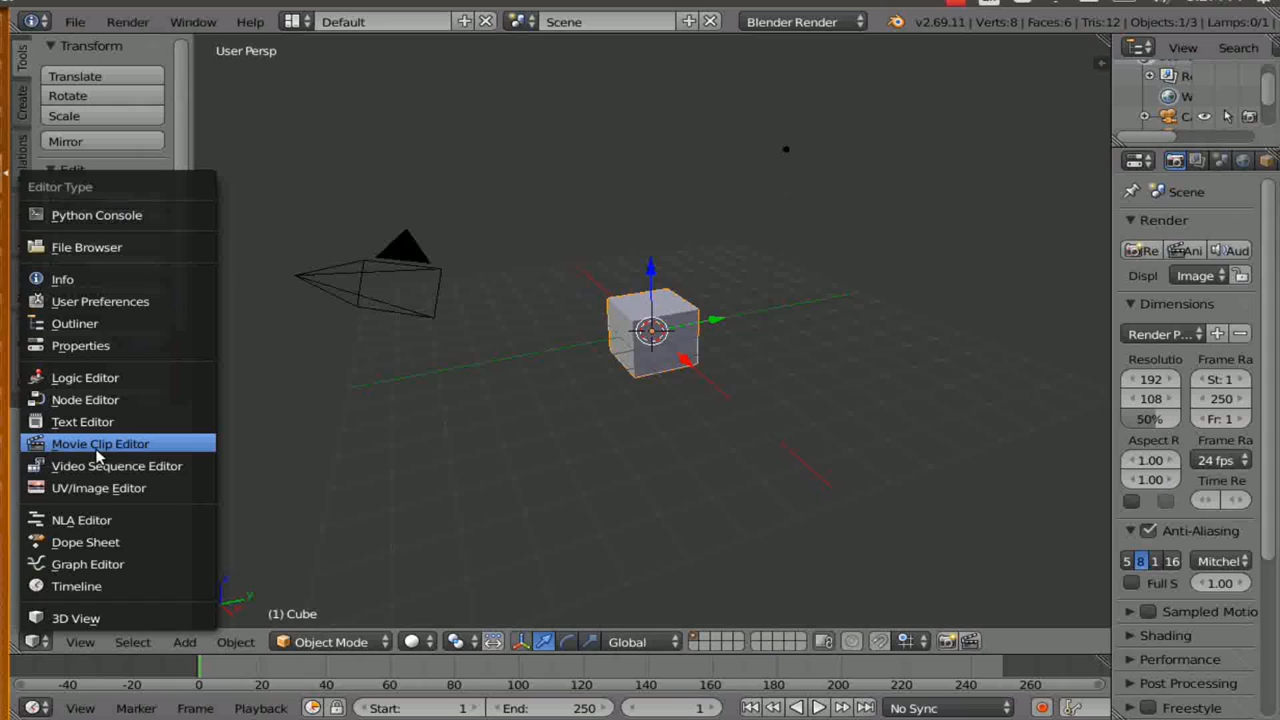 File Render Window Help Default Scene Blender Render v2.69.11 | Verts:8 | Faces:6 | Tris:12 | Objects:1/3 | Lamps:0/1
Tools
Create
Transform
Translate
Rotate
Scale
Mirror
Edit
User Persp
Editor Type
Python Console
File Browser
Info
User Preferences
Outliner
Properties
Logic Editor
Node Editor
Text Editor
Movie Clip Editor
Video Sequence Editor
UV/Image Editor
NLA Editor
Dope Sheet
Graph Editor
Timeline
3D View
(1) Cube
View Select Add Object Object Mode Global
-40 -20 0 20 40 60 80 100 120 140 160 180 200 220 240 260
View Marker Frame Playback Start: 1 End: 250 1 No Sync
View Search
Scene
Render
Re Ani Aud
Displ Image
Dimensions
Render P...
Resolutio Frame Ra
192 St: 1
108 250
50% Fr: 1
Aspect R Frame Ra
1.00 24 fps
1.00 Time Re
Anti-Aliasing
5 8 1 16 Mitchel
Full S 1.00
Sampled Motio
Shading
Performance
Post Processing
Freestyle